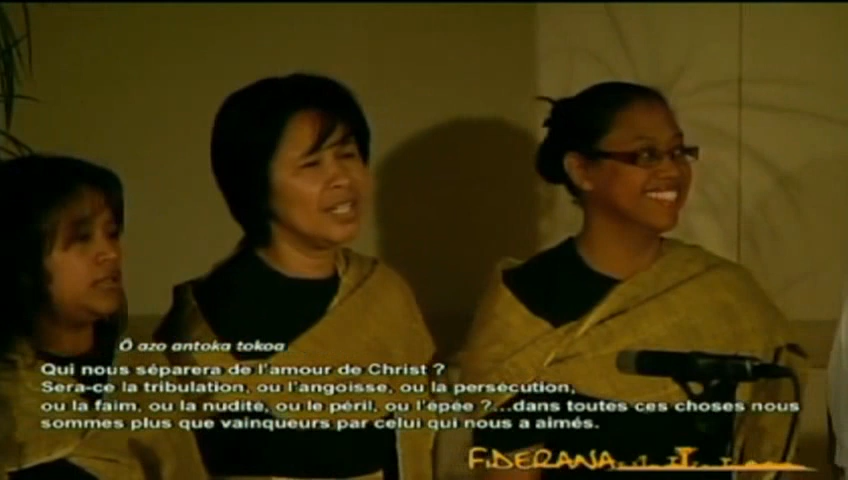 Ô azo antoka tokoa
Qui nous séparera de l'amour de Christ ?
Sera-ce la tribulation, ou l'angoisse, ou la persécution,
ou la faim, ou la nudité, ou le péril, ou l'épée ?...dans toutes ces choses nous
sommes plus que vainqueurs par celui qui nous a aimés.
FiDERANA